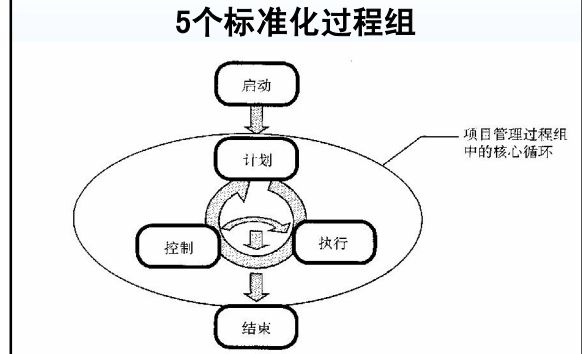 5个标准化过程组
启动
项目管理过程组
中的核心循环
计划
控制
执行
结束